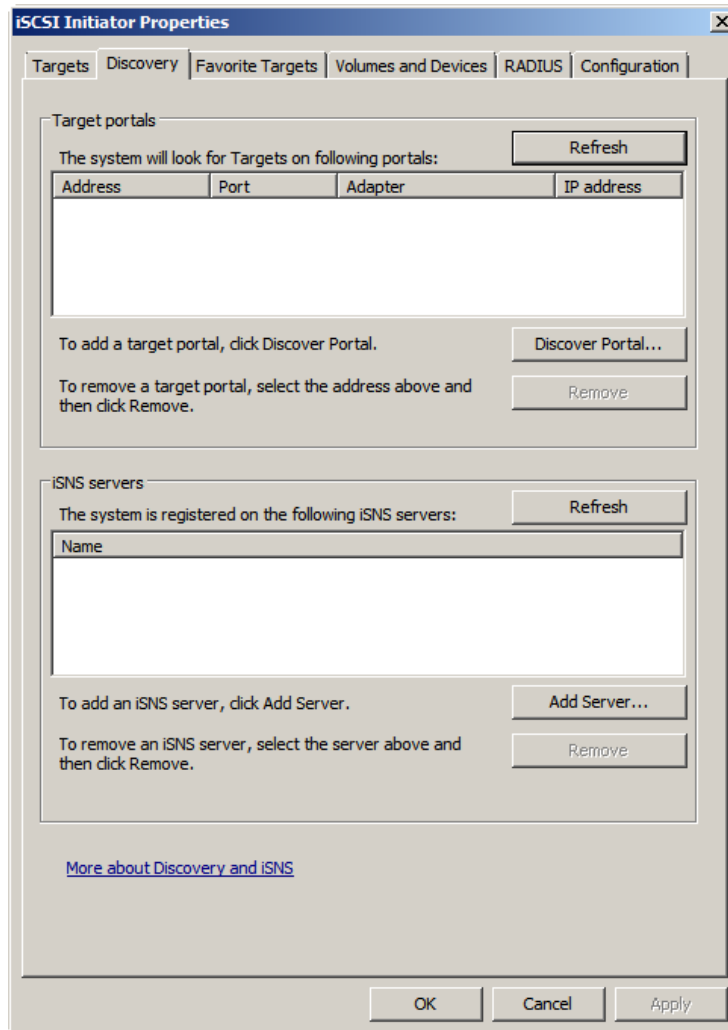 iSCSI Initiator Properties
Targets Discovery Favorite Targets Volumes and Devices RADIUS Configuration
Target portals
The system will look for Targets on following portals:
Refresh
Address Port Adapter IP address
To add a target portal, click Discover Portal.
Discover Portal...
To remove a target portal, select the address above and
then click Remove.
Remove
iSNS servers
The system is registered on the following iSNS servers:
Refresh
Name
To add an iSNS server, click Add Server.
Add Server...
To remove an iSNS server, select the server above and
then click Remove.
Remove
More about Discovery and iSNS
OK Cancel Apply